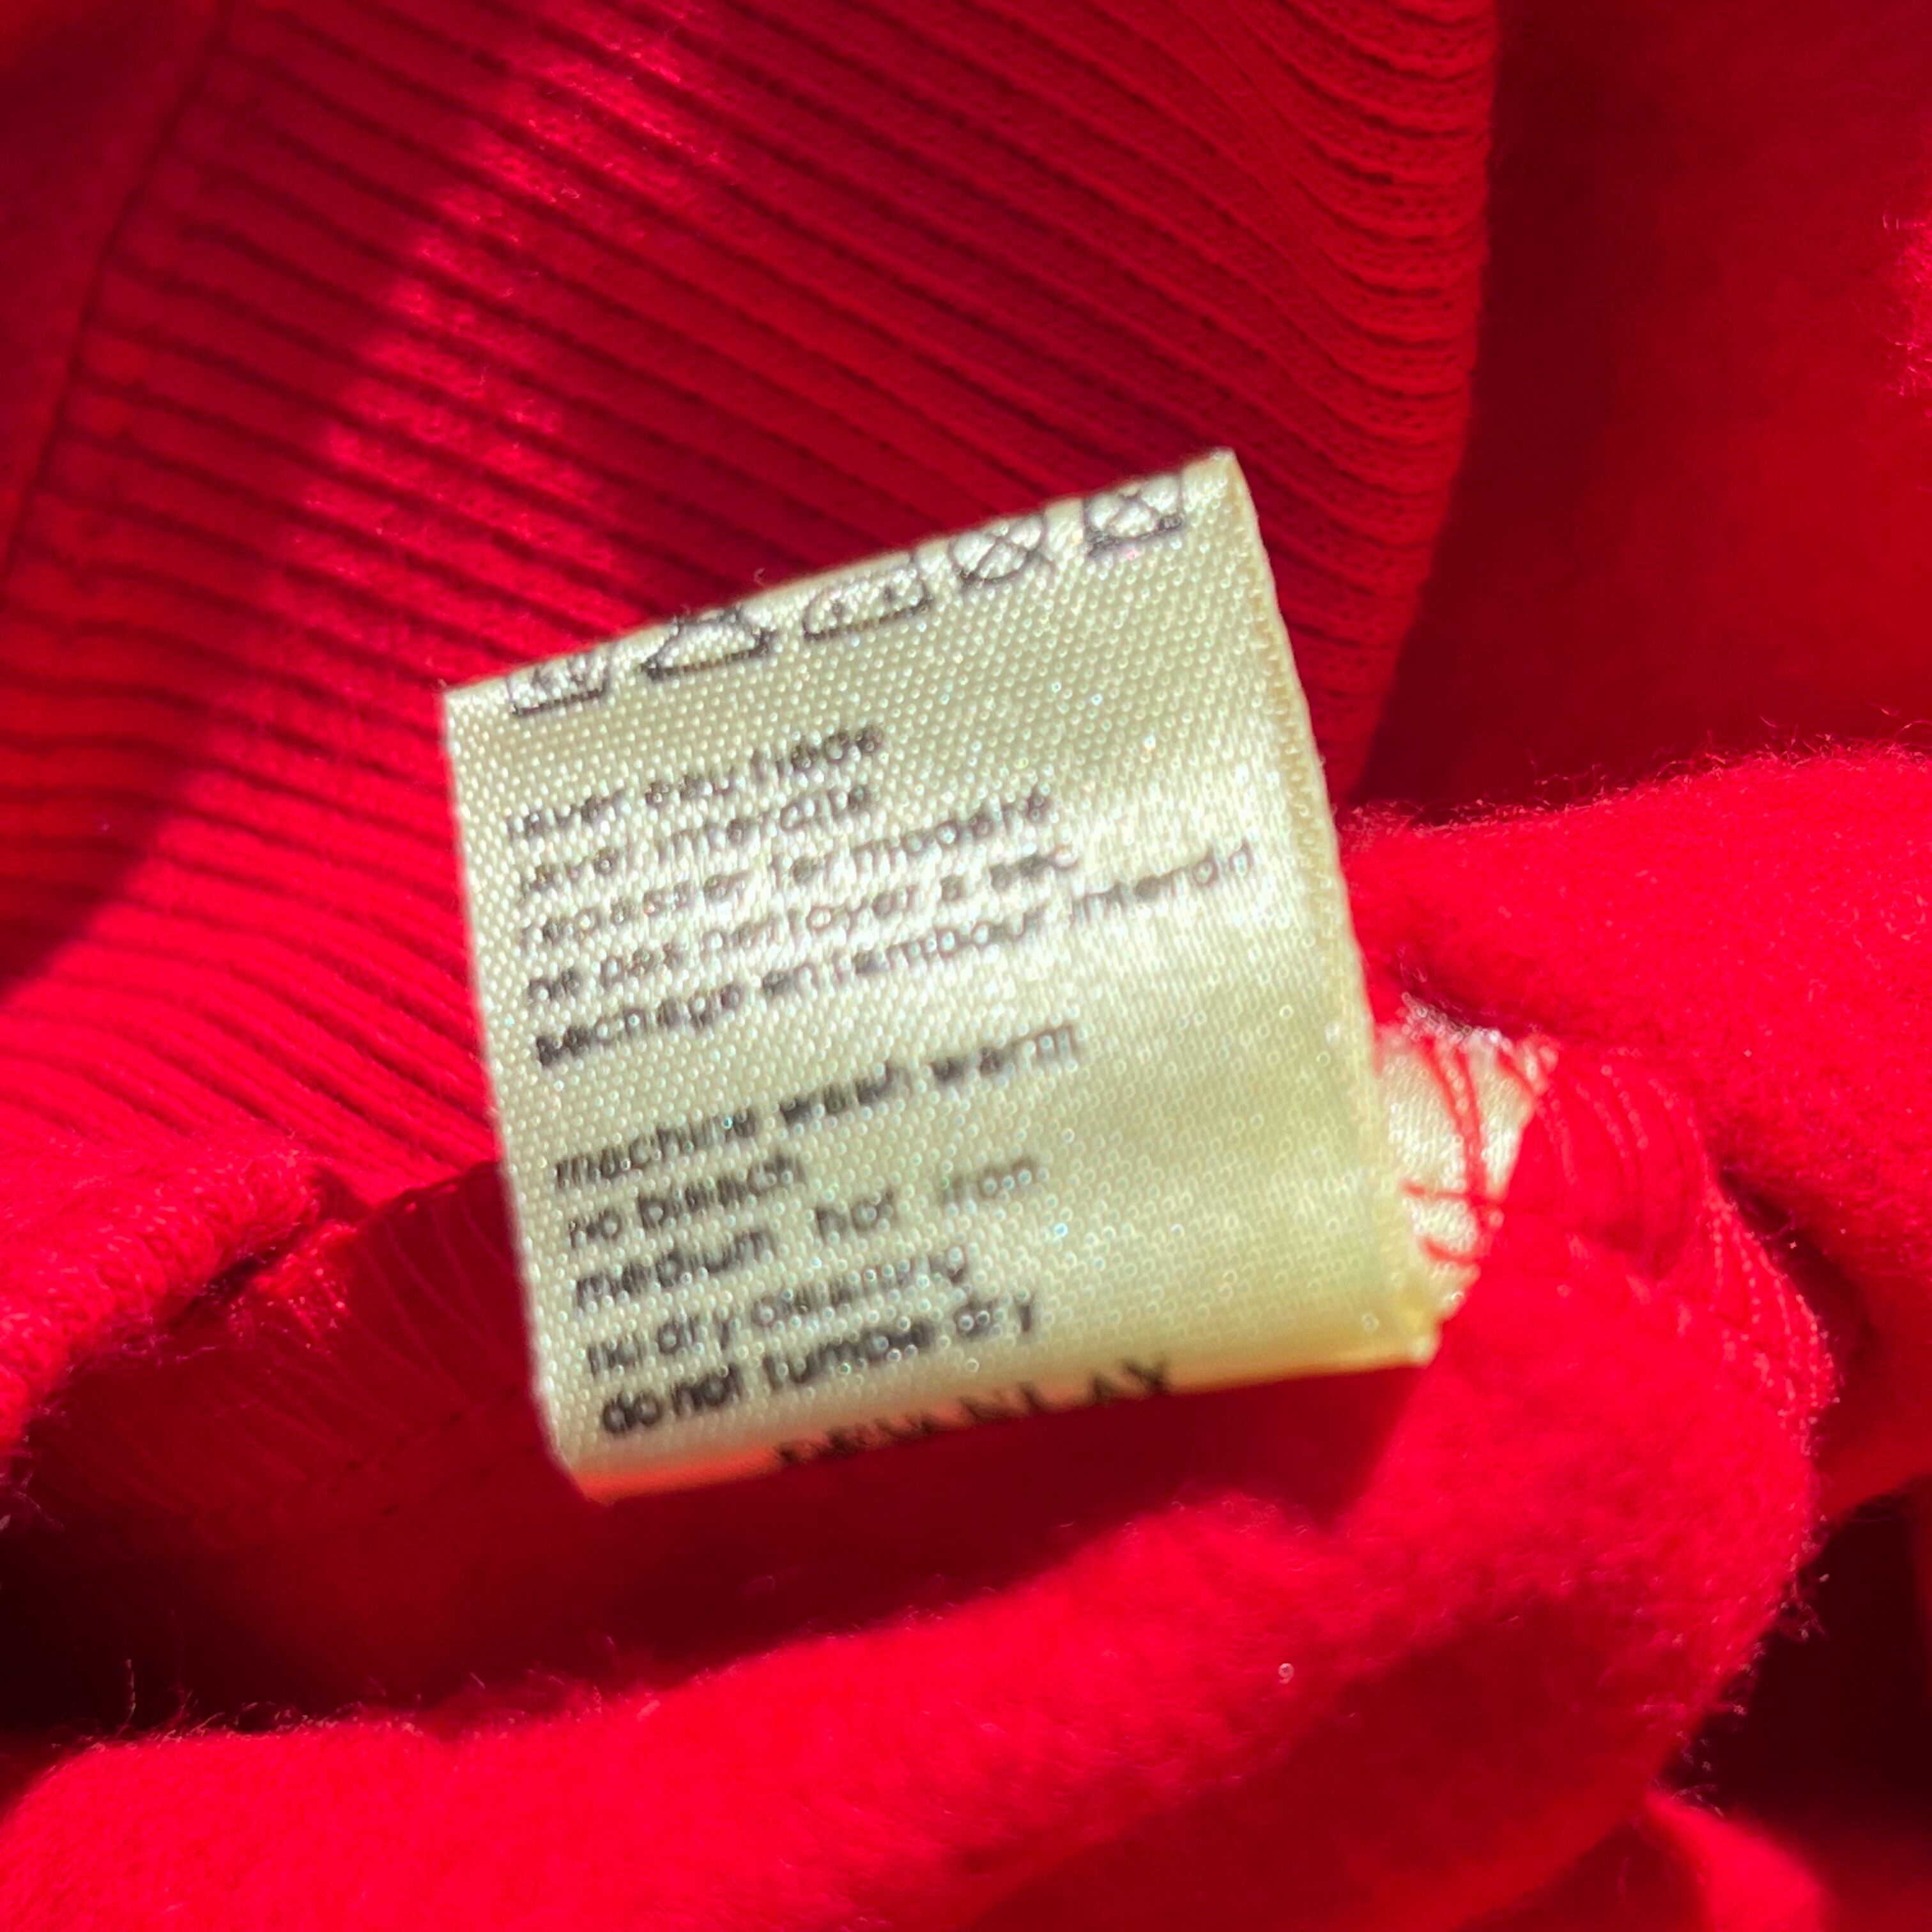 laver eau tiède
javel interdite
repasser fer modéré
ne pas nettoyer à sec
séchage en tambour interdit
machine wash warm
no bleach
medium hot iron
no dry cleaning
do not tumble dry
DEVANLAY